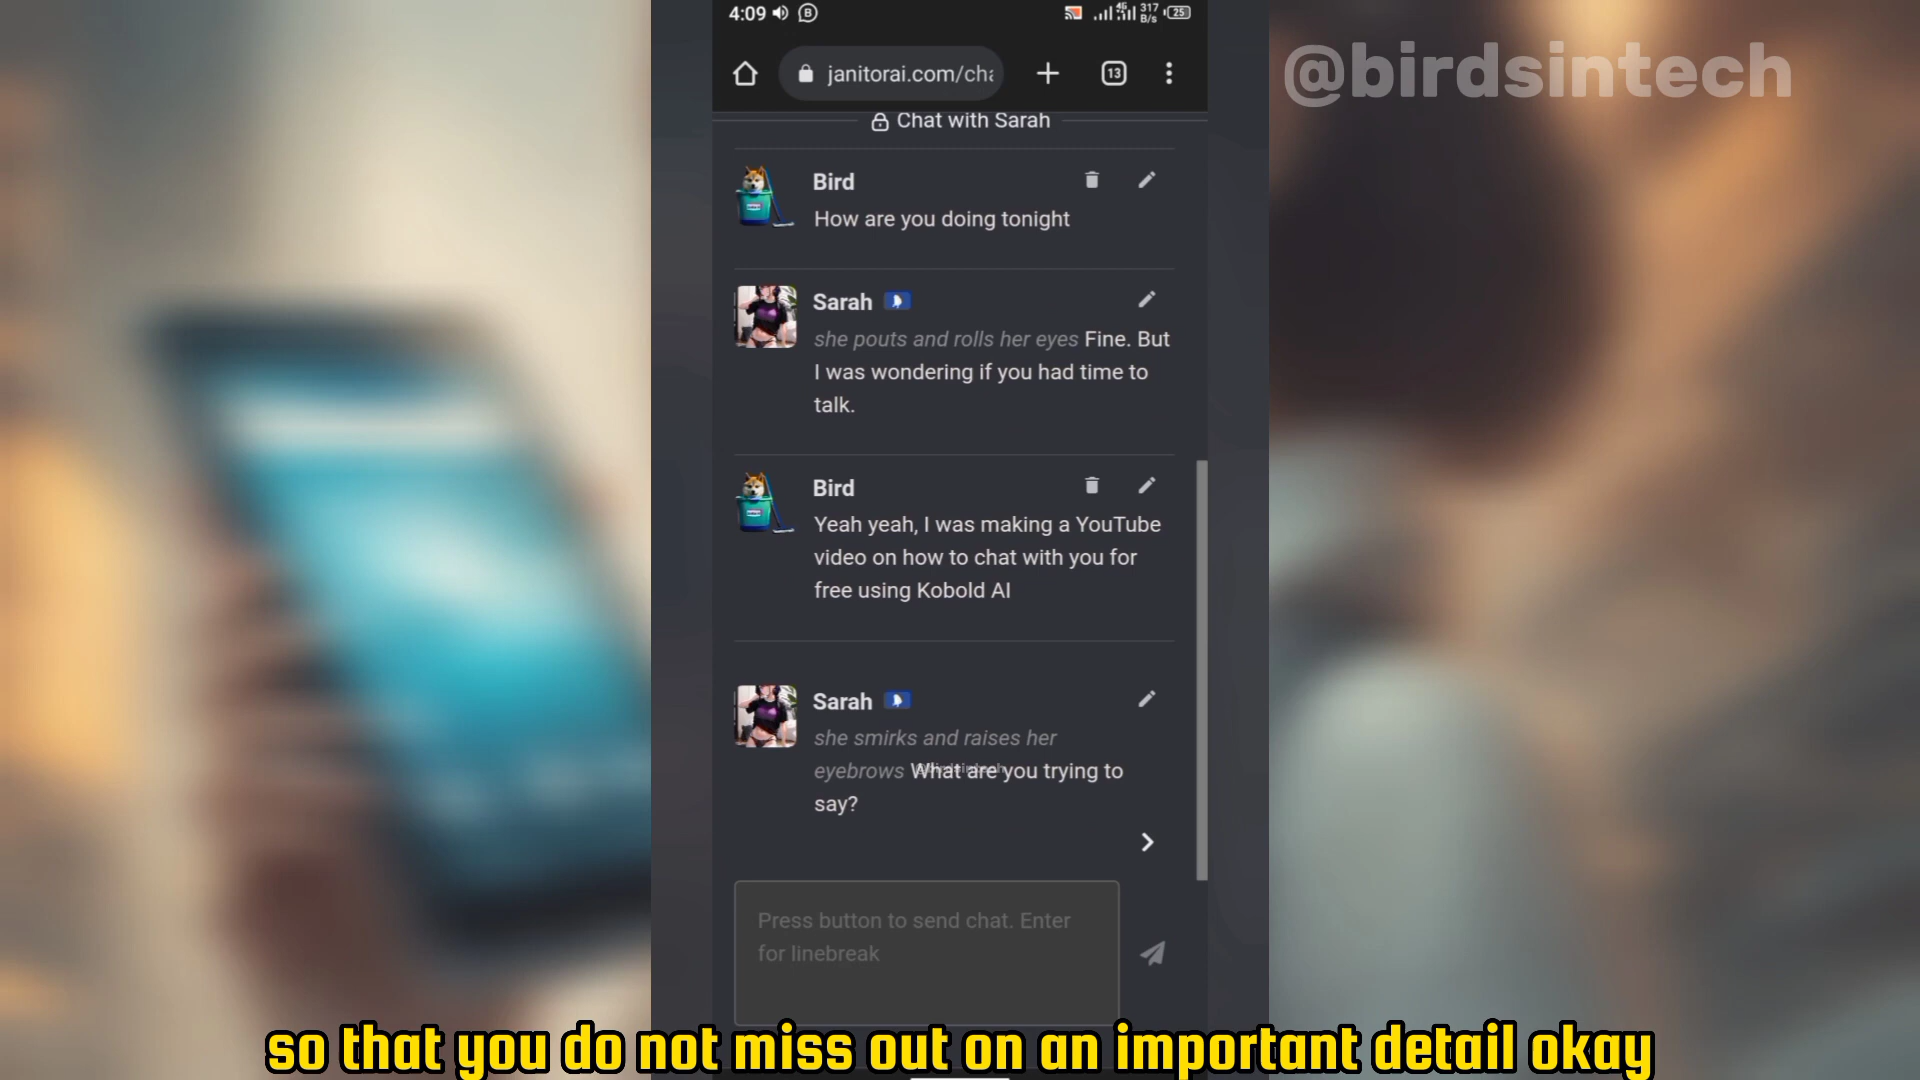 4:09
317
B/s
25
@birdsintech
janitorai.com/cha
13
Chat with Sarah
Bird
How are you doing tonight
Sarah
she pouts and rolls her eyes Fine. But
I was wondering if you had time to
talk.
Bird
Yeah yeah, I was making a YouTube
video on how to chat with you for
free using Kobold AI
Sarah
she smirks and raises her
eyebrows What are you trying to
say?
Press button to send chat. Enter
for linebreak
so that you do not miss out on an important detail okay